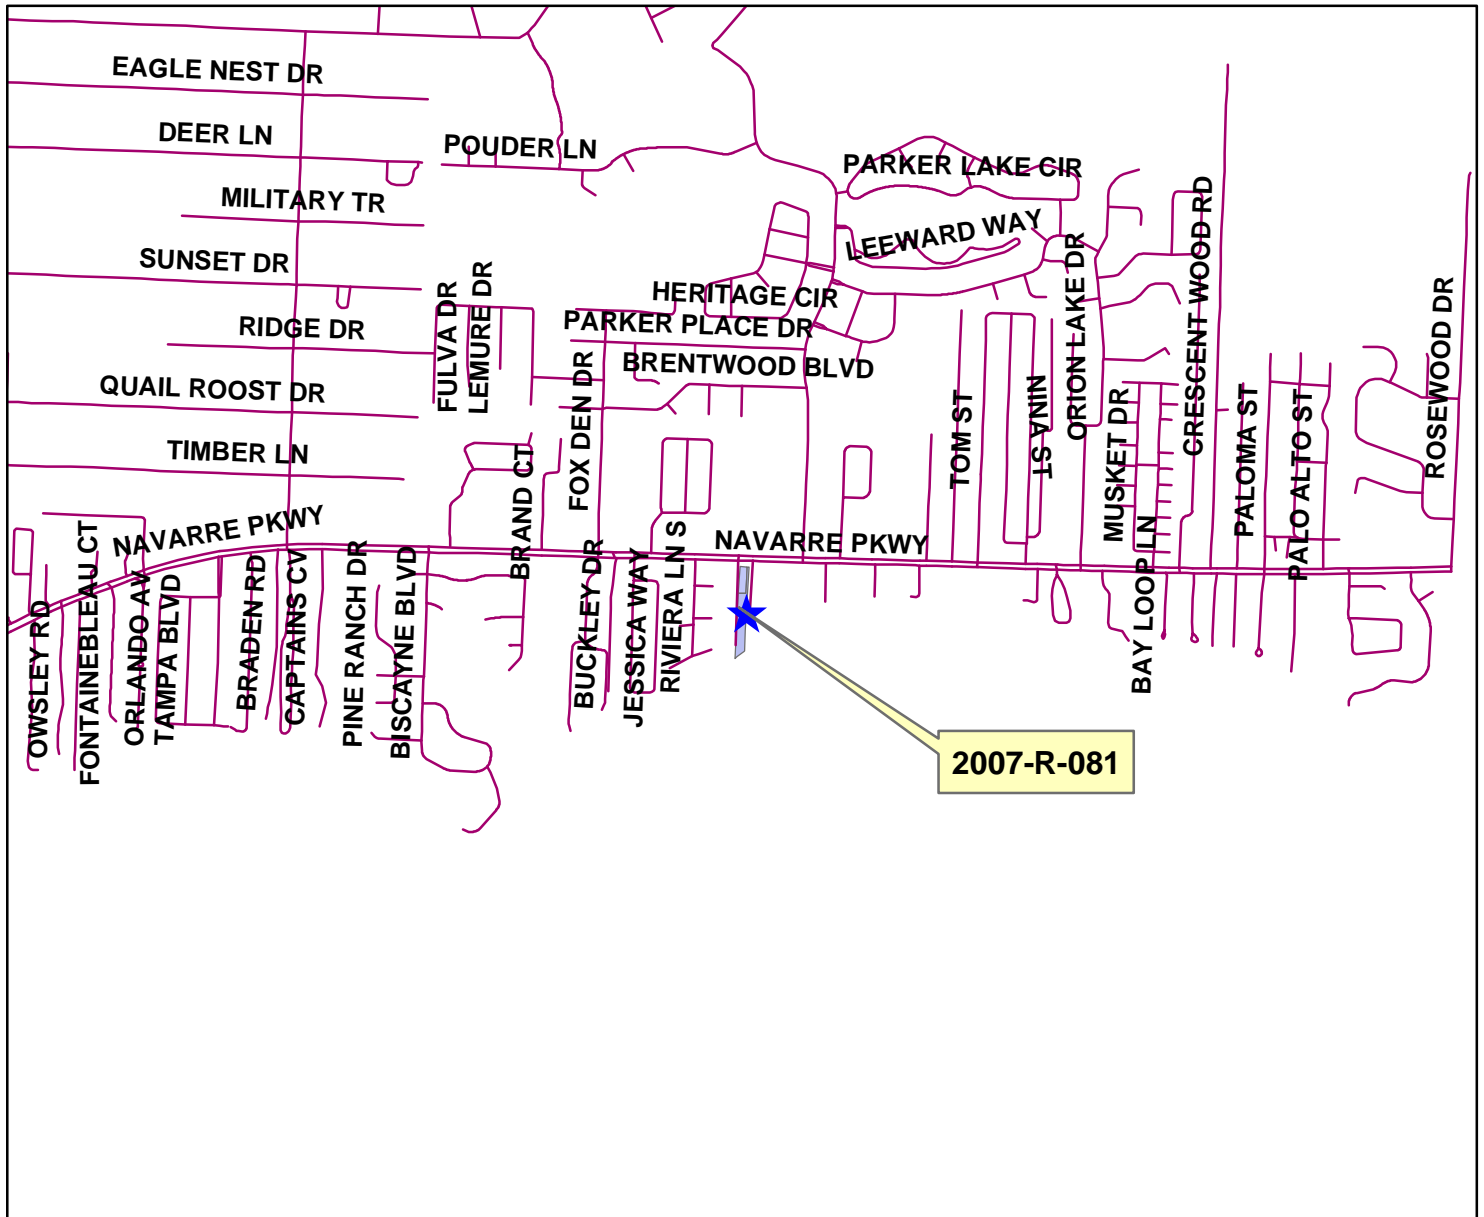 EAGLE NEST DR
DEER LN
POUDER LN
PARKER LAKE CIR
MILITARY TR
LEEWARD WAY
SUNSET DR
HERITAGE CIR
RIDGE DR
PARKER PLACE DR
BRENTWOOD BLVD
QUAIL ROOST DR
TIMBER LN
FULVA DR
LEMURE DR
FOX DEN DR
BRAND CT
TOM ST
NINA ST
ORION LAKE DR
MUSKET DR
CRESCENT WOOD RD
PALOMA ST
PALO ALTO ST
ROSEWOOD DR
NAVARRE PKWY
NAVARRE PKWY
OWSLEY RD
FONTAINEBLEAU CT
ORLANDO AV
TAMPA BLVD
BRADEN RD
CAPTAINS CV
PINE RANCH DR
BISCAYNE BLVD
BUCKLEY DR
JESSICA WAY
RIVIERA LN S
BAY LOOP LN
2007-R-081